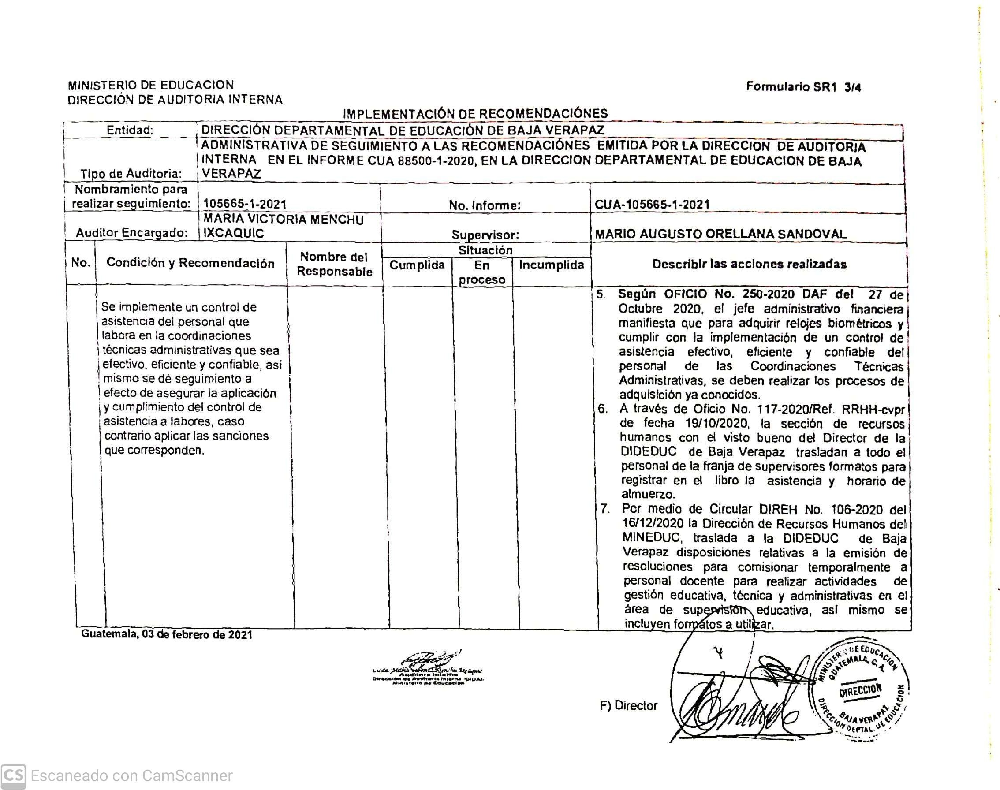 MINISTERIO DE EDUCACION
DIRECCIÓN DE AUDITORIA INTERNA
Formulario SR1 3/4
IMPLEMENTACIÓN DE RECOMENDACIÓNES
Entidad: DIRECCIÓN DEPARTAMENTAL DE EDUCACIÓN DE BAJA VERAPAZ
ADMINISTRATIVA DE SEGUIMIENTO A LAS RECOMENDACIÓNES EMITIDA POR LA DIRECCION DE AUDITORIA
INTERNA EN EL INFORME CUA 88500-1-2020, EN LA DIRECCION DEPARTAMENTAL DE EDUCACION DE BAJA
Tipo de Auditoria: VERAPAZ
Nombramiento para
realizar seguimiento: 105665-1-2021 No. Informe: CUA-105665-1-2021
MARIA VICTORIA MENCHU
Auditor Encargado: IXCAQUIC Supervisor: MARIO AUGUSTO ORELLANA SANDOVAL
No. Condición y Recomendación
Nombre del
Responsable
Situación
Cumplida
En
proceso
Incumplida
Describir las acciones realizadas
Se implemente un control de
asistencia del personal que
labora en la coordinaciones
técnicas administrativas que sea
efectivo, eficiente y confiable, asi
mismo se dé seguimiento a
efecto de asegurar la aplicación
y cumplimiento del control de
asistencia a labores, caso
contrario aplicar las sanciones
que corresponden.
5. Según OFICIO No. 250-2020 DAF del 27 de
Octubre 2020, el jefe administrativo financiera
manifiesta que para adquirir relojes biométricos y
cumplir con la implementación de un control de
asistencia efectivo, eficiente y confiable del
personal de las Coordinaciones Técnicas
Administrativas, se deben realizar los procesos de
adquisición ya conocidos.
6. A través de Oficio No. 117-2020/Ref. RRHH-cvpr
de fecha 19/10/2020, la sección de recursos
humanos con el visto bueno del Director de la
DIDEDUC de Baja Verapaz trasladan a todo el
personal de la franja de supervisores formatos para
registrar en el libro la asistencia y horario de
almuerzo.
7. Por medio de Circular DIREH No. 106-2020 del
16/12/2020 la Dirección de Recursos Humanos del
MINEDUC, traslada a la DIDEDUC de Baja
Verapaz disposiciones relativas a la emisión de
resoluciones para comisionar temporalmente a
personal docente para realizar actividades de
gestión educativa, técnica y administrativas en el
área de supervisión educativa, así mismo se
incluyen formatos a utilizar.
Guatemala, 03 de febrero de 2021
Auditora Interna
Dirección de Auditoria Interna -DIDAI-
Ministerio de Educación
F) Director
MINISTERIO DE EDUCACION
GUATEMALA, C. A.
DIRECCION
BAJA VERAPAZ
DIRECCION DEPTAL. DE EDUCACION
CS Escaneado con CamScanner